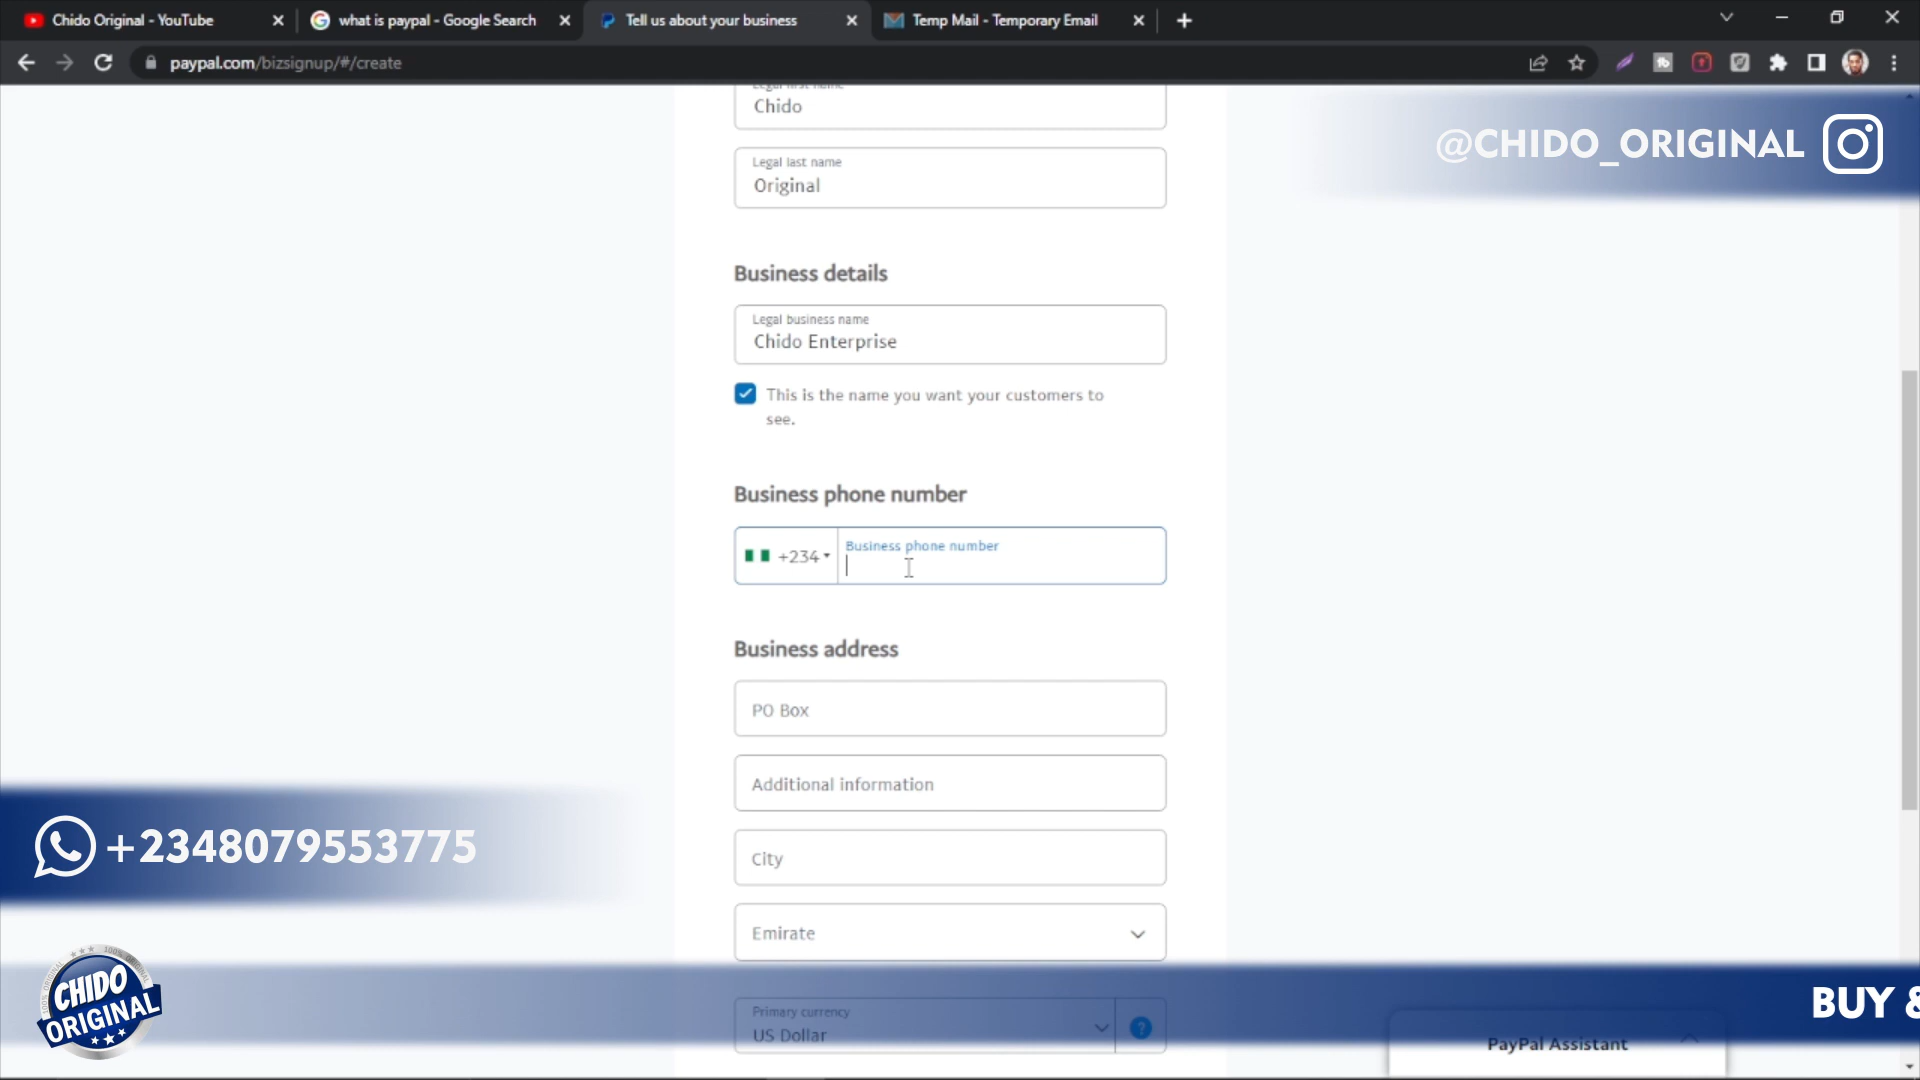 Chido Original - YouTube
what is paypal - Google Search
Tell us about your business
Temp Mail - Temporary Email
paypal.com/bizsignup/#/create
Legal first name
Chido
@CHIDO_ORIGINAL
Legal last name
Original
Business details
Legal business name
Chido Enterprise
This is the name you want your customers to
see.
Business phone number
+234
Business phone number
Business address
PO Box
Additional information
City
+2348079553775
Emirate
CHIDO
ORIGINAL
BUY &
Primary currency
US Dollar
?
PayPal Assistant